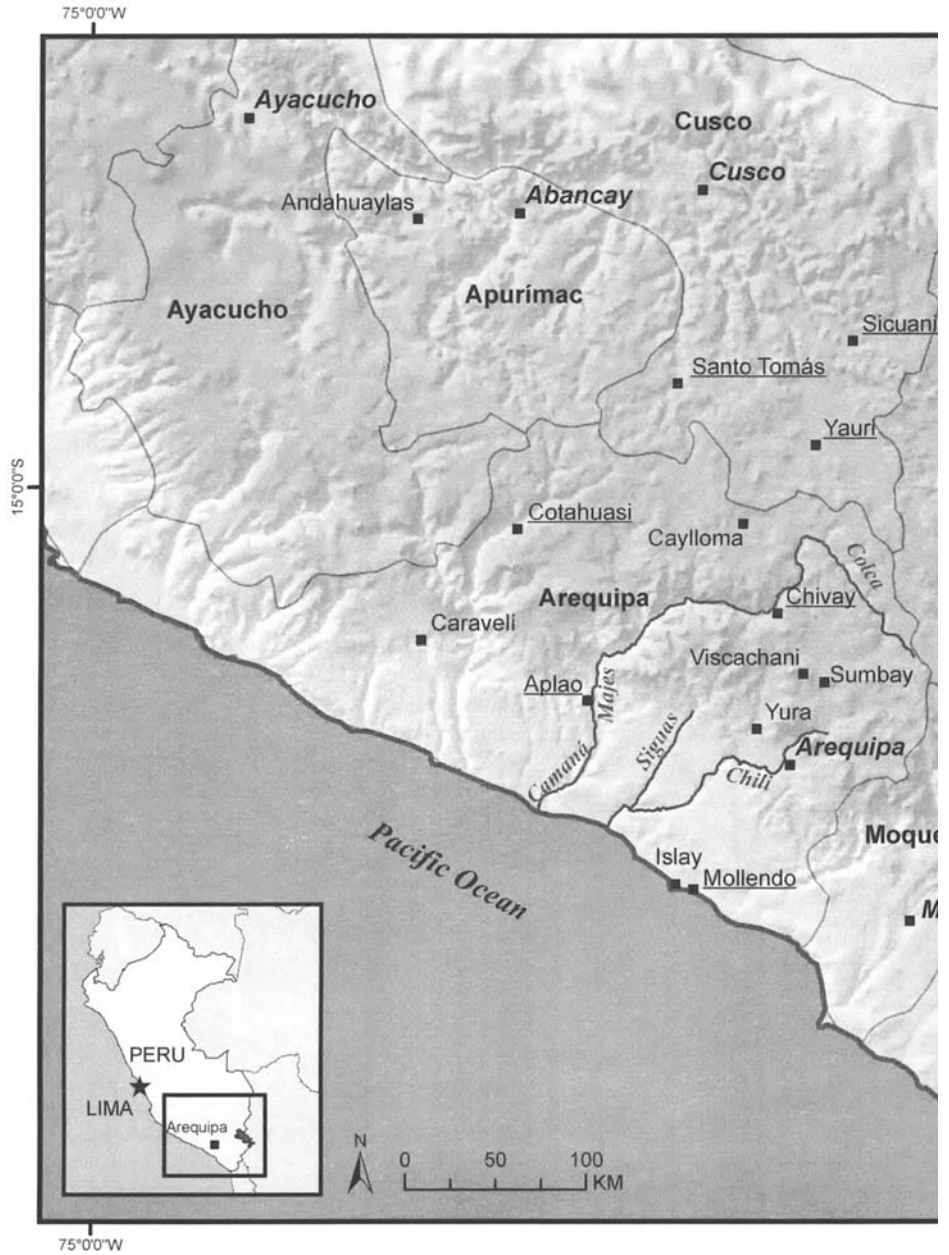 75°0'0"W
Ayacucho
Cusco
Cusco
Andahuaylas
Abancay
Ayacucho
Apurímac
Sicuani
Santo Tomás
Yauri
15°0'0"S
Cotahuasi
Caylloma
Colca
Arequipa
Chivay
Caravelí
Viscachani
Sumbay
Aplao
Majes
Siguas
Yura
Arequipa
Camaná
Chili
Pacific Ocean
Moque
Islay
Mollendo
M
PERU
LIMA
Arequipa
N
0 50 100
KM
75°0'0"W